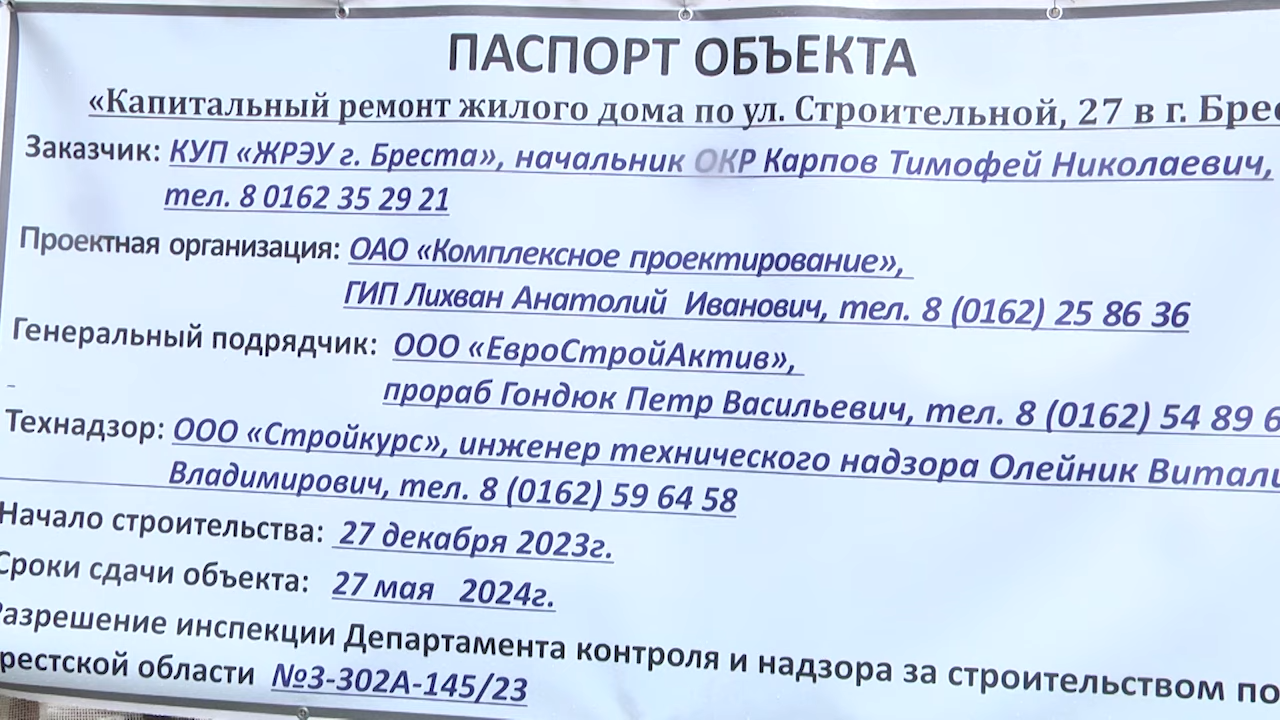 ПАСПОРТ ОБЪЕКТА
«Капитальный ремонт жилого дома по ул. Строительной, 27 в г. Брес
Заказчик: КУП «ЖРЭУ г. Бреста», начальник ОКР Карпов Тимофей Николаевич,
тел. 8 0162 35 29 21
Проектная организация: ОАО «Комплексное проектирование»,
ГИП Лихван Анатолий Иванович, тел. 8 (0162) 25 86 36
Генеральный подрядчик: ООО «ЕвроСтройАктив»,
прораб Гондюк Петр Васильевич, тел. 8 (0162) 54 89 6
Технадзор: ООО «Стройкурс», инженер технического надзора Олейник Витали
Владимирович, тел. 8 (0162) 59 64 58
Начало строительства: 27 декабря 2023г.
Сроки сдачи объекта: 27 мая 2024г.
Разрешение инспекции Департамента контроля и надзора за строительством по
рестской области №3-302А-145/23